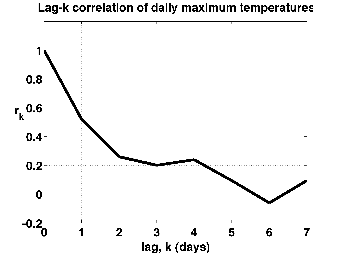 Lag-k correlation of daily maximum temperatures
1
0.8
0.6
rk
0.4
0.2
0
-0.2
0 1 2 3 4 5 6 7
lag, k (days)